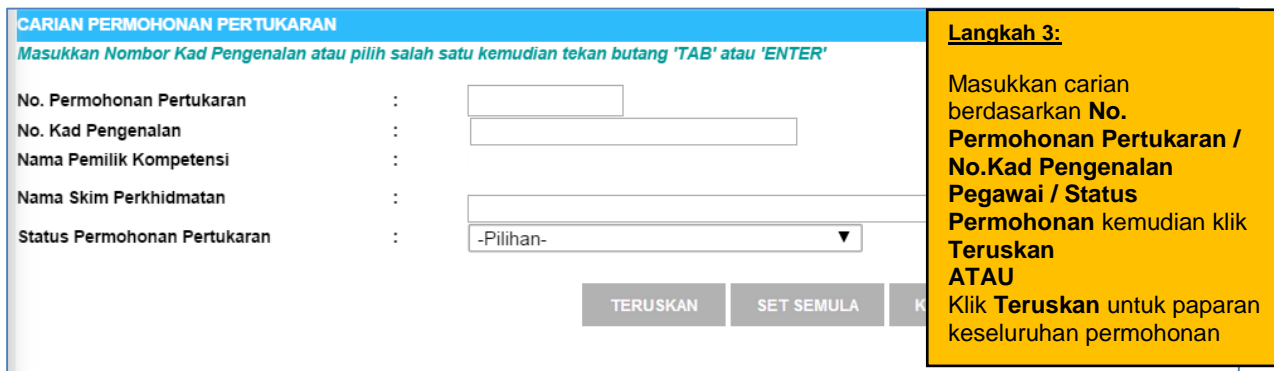 CARIAN PERMOHONAN PERTUKARAN
Masukkan Nombor Kad Pengenalan atau pilih salah satu kemudian tekan butang 'TAB' atau 'ENTER'
No. Permohonan Pertukaran :
No. Kad Pengenalan :
Nama Pemilik Kompetensi :
Nama Skim Perkhidmatan :
Status Permohonan Pertukaran : -Pilihan-
TERUSKAN SET SEMULA K
Langkah 3:
Masukkan carian
berdasarkan No.
Permohonan Pertukaran /
No.Kad Pengenalan
Pegawai / Status
Permohonan kemudian klik
Teruskan
ATAU
Klik Teruskan untuk paparan
keseluruhan permohonan